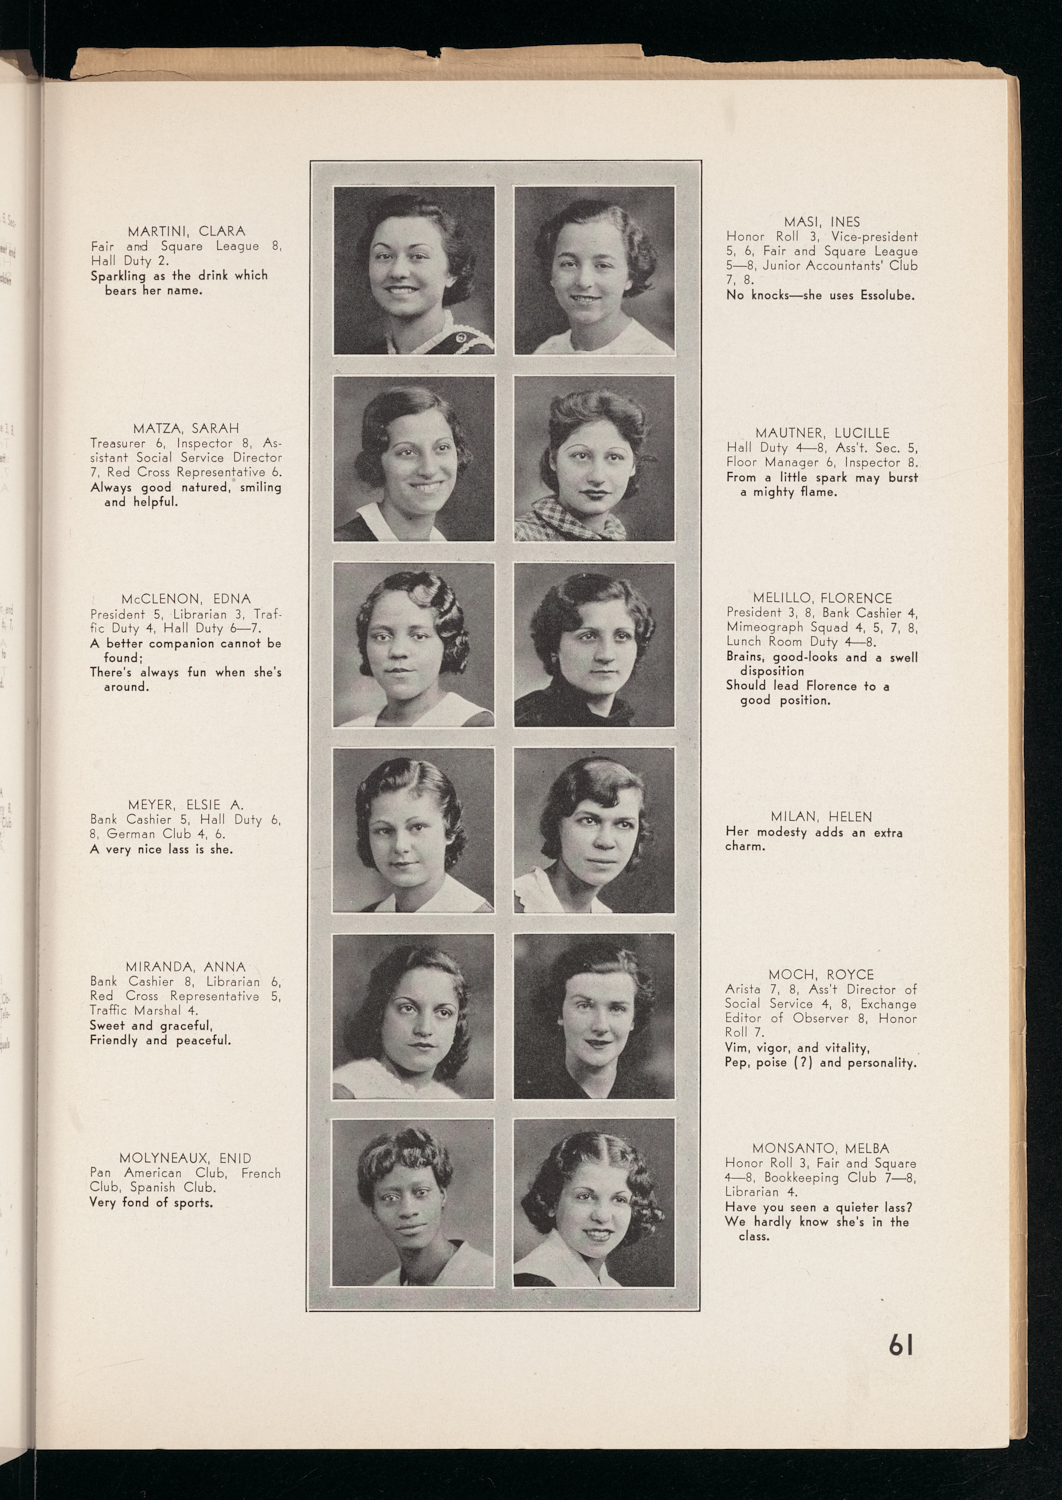 MARTINI, CLARA
Fair and Square League 8,
Hall Duty 2.
Sparkling as the drink which
bears her name.
MASI, INES
Honor Roll 3, Vice-president
5, 6, Fair and Square League
5—8, Junior Accountants' Club
7, 8.
No knocks—she uses Essolube.
MATZA, SARAH
Treasurer 6, Inspector 8, As-
sistant Social Service Director
7, Red Cross Representative 6.
Always good natured, smiling
and helpful.
MAUTNER, LUCILLE
Hall Duty 4—8, Ass't. Sec. 5,
Floor Manager 6, Inspector 8.
From a little spark may burst
a mighty flame.
McCLENON, EDNA
President 5, Librarian 3, Traf-
fic Duty 4, Hall Duty 6—7.
A better companion cannot be
found;
There's always fun when she's
around.
MELILLO, FLORENCE
President 3, 8, Bank Cashier 4,
Mimeograph Squad 4, 5, 7, 8,
Lunch Room Duty 4—8.
Brains, good-looks and a swell
disposition
Should lead Florence to a
good position.
MEYER, ELSIE A.
Bank Cashier 5, Hall Duty 6,
8, German Club 4, 6.
A very nice lass is she.
MILAN, HELEN
Her modesty adds an extra
charm.
MIRANDA, ANNA
Bank Cashier 8, Librarian 6,
Red Cross Representative 5,
Traffic Marshal 4.
Sweet and graceful,
Friendly and peaceful.
MOCH, ROYCE
Arista 7, 8, Ass't Director of
Social Service 4, 8, Exchange
Editor of Observer 8, Honor
Roll 7.
Vim, vigor, and vitality,
Pep, poise (?) and personality.
MOLYNEAUX, ENID
Pan American Club, French
Club, Spanish Club.
Very fond of sports.
MONSANTO, MELBA
Honor Roll 3, Fair and Square
4—8, Bookkeeping Club 7—8,
Librarian 4.
Have you seen a quieter lass?
We hardly know she's in the
class.
61